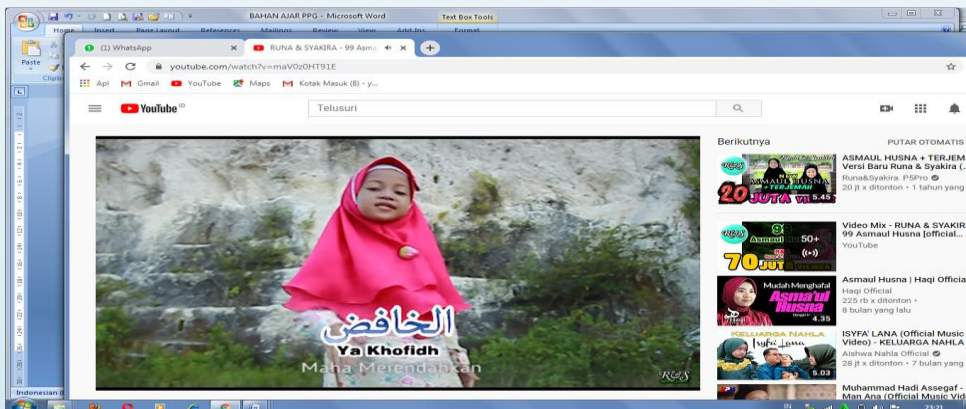 BAHAN AJAR PPG - Microsoft Word
Text Box Tools
Home Insert Page Layout References Mailings Review View Add-Ins Format
Paste
(1) WhatsApp
RUNA & SYAKIRA - 99 Asma
youtube.com/watch?v=maV0z0HT91E
Apl Gmail YouTube Maps Kotak Masuk (8) - y...
YouTube ID
Telusuri
الخافض
Ya Khofidh
Maha Merendahkan
R&S
Berikutnya
PUTAR OTOMATIS
R&S
NEW
ASMAUL HUSNA
+TERJEMAH
20 JUTA
5.45
ASMAUL HUSNA + TERJEM
Versi Baru Runa & Syakira (..
Runa&Syakira. P5Pro
20 jt x ditonton • 1 tahun yang
R&S
99
Asmaul
70 JUTA
50+
Video Mix - RUNA & SYAKIR
99 Asmaul Husna [official...
YouTube
Mudah Menghafal
Asma'ul
Husna
Haqi
4.35
Asmaul Husna | Haqi Officia
Haqi Official
225 rb x ditonton •
8 bulan yang lalu
KELUARGA NAHLA
Isyfa' Lana
5.03
ISYFA' LANA (Official Music
Video) - KELUARGA NAHLA
Aishwa Nahla Official
28 jt x ditonton • 7 bulan yang
Muhammad Hadi Assegaf -
Man Ana (Official Music Vid
Indonesian (I
IN
23:21